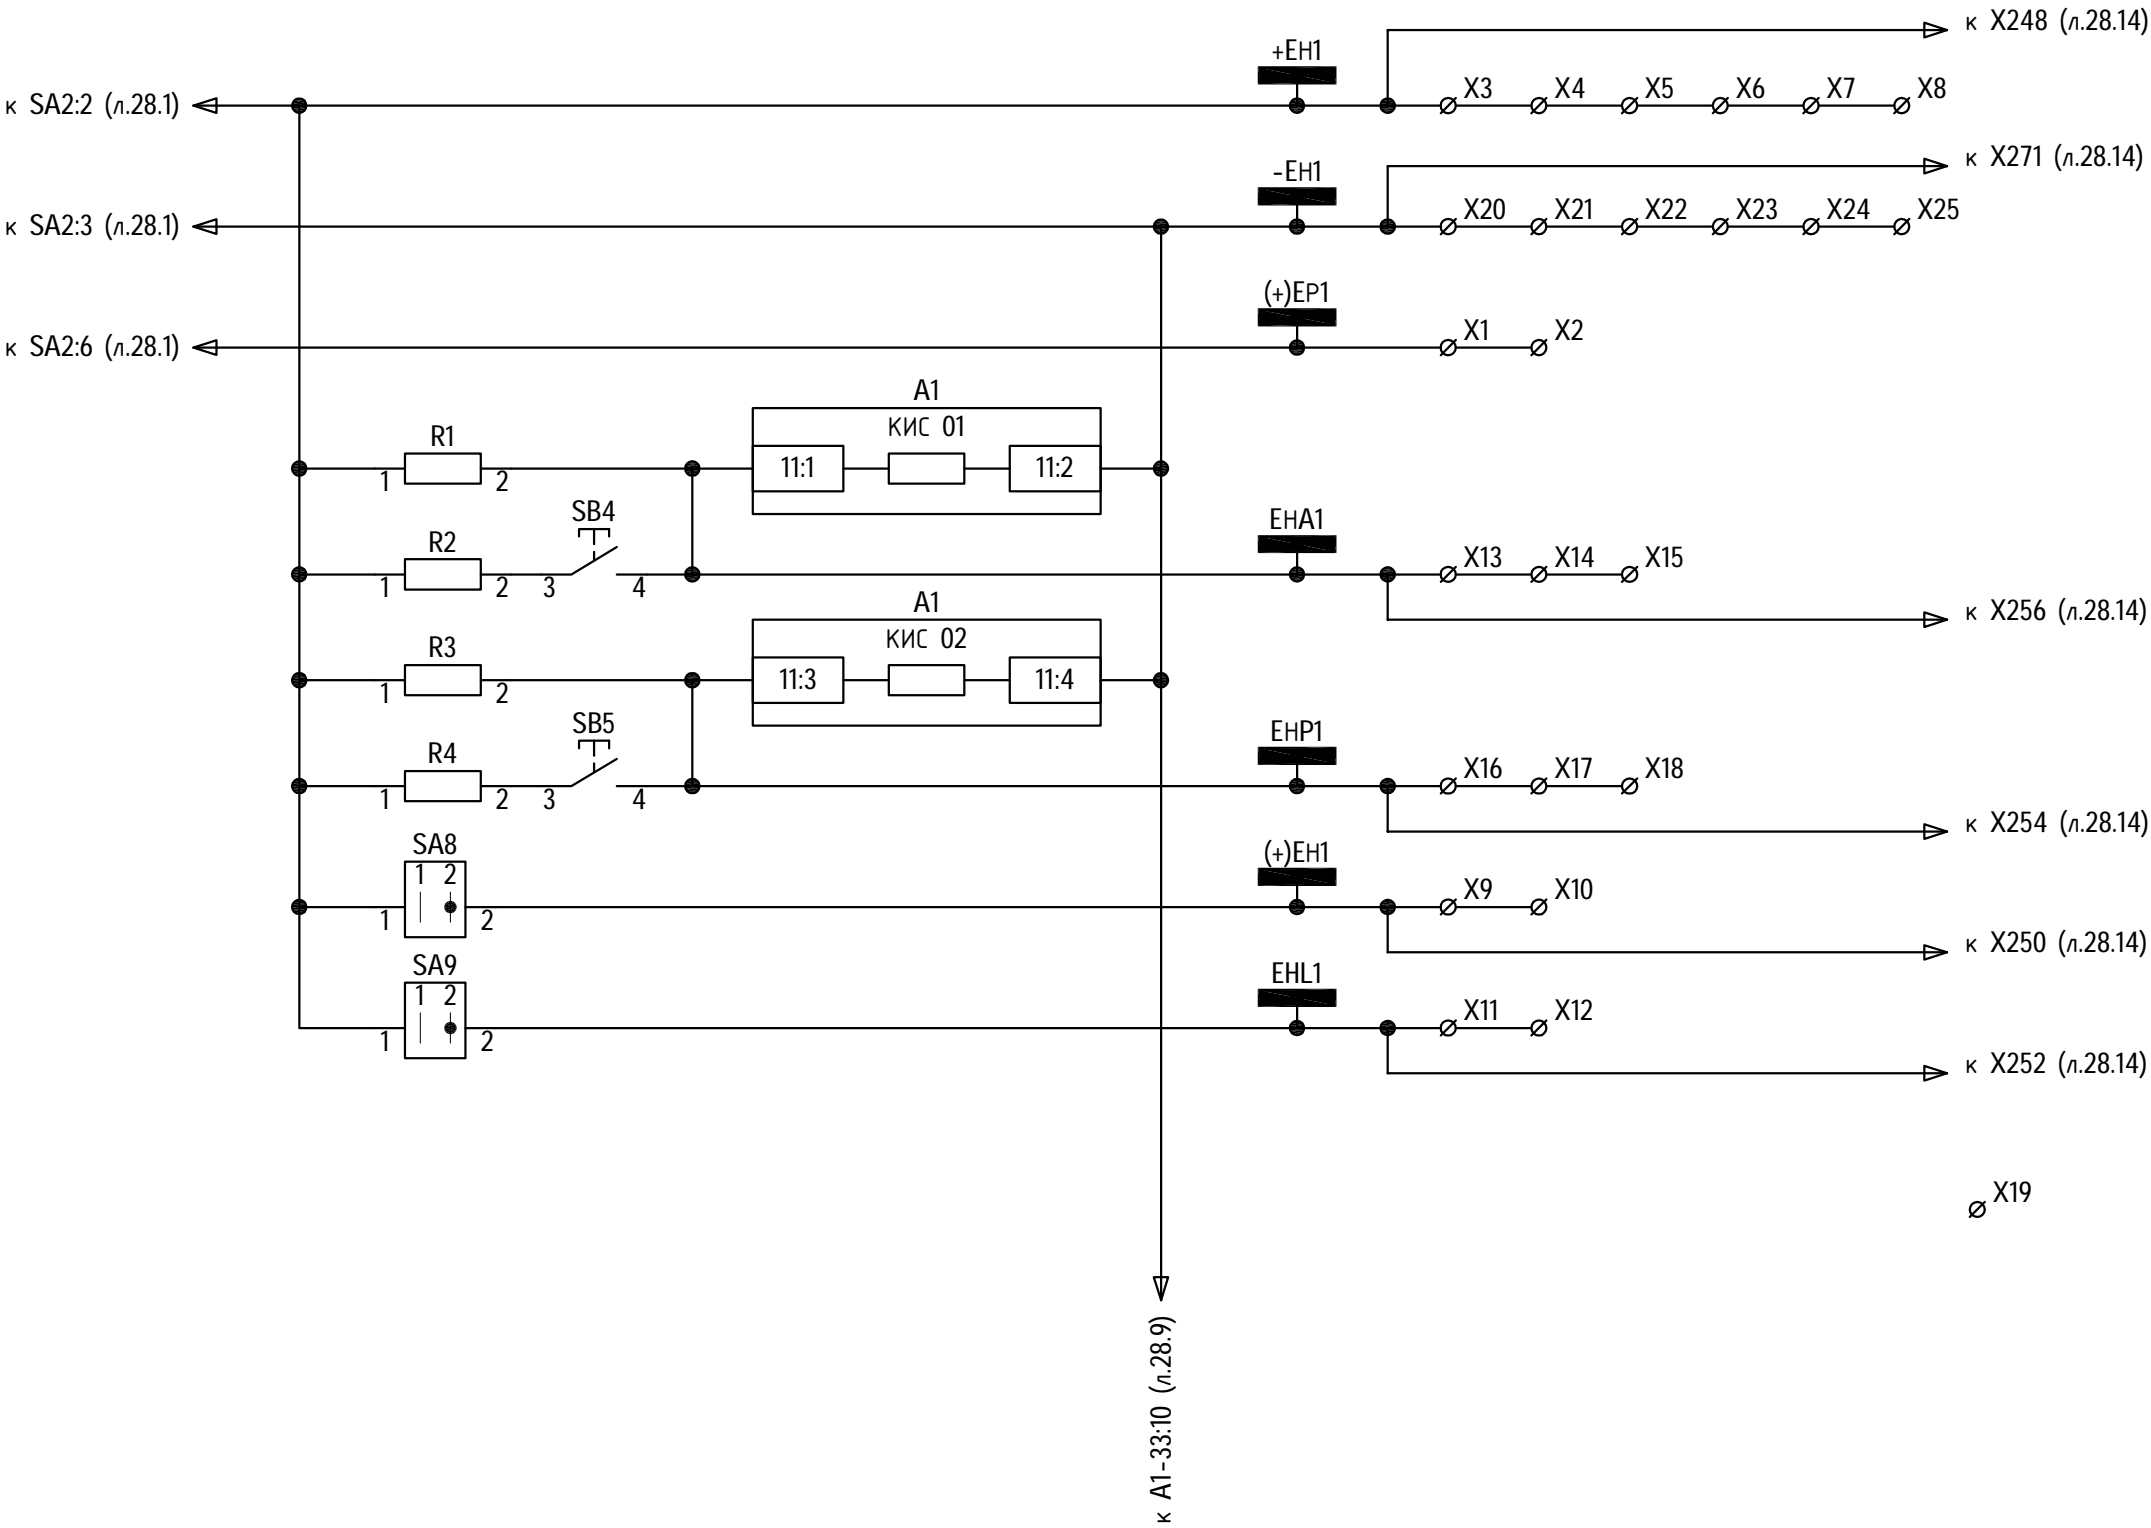 к X248 (л.28.14)
+EH1
к SA2:2 (л.28.1)
X3 X4 X5 X6 X7 X8
к X271 (л.28.14)
-EH1
к SA2:3 (л.28.1)
X20 X21 X22 X23 X24 X25
(+)EP1
к SA2:6 (л.28.1)
X1 X2
A1
КИС 01
R1
1 2
11:1 11:2
SB4
R2
1 2 3 4
EHA1
X13 X14 X15
к X256 (л.28.14)
A1
КИС 02
R3
1 2
11:3 11:4
SB5
R4
1 2 3 4
EHP1
X16 X17 X18
к X254 (л.28.14)
SA8
1 2
1 2
(+)EH1
X9 X10
к X250 (л.28.14)
SA9
1 2
1 2
EHL1
X11 X12
к X252 (л.28.14)
X19
к A1-33:10 (л.28.9)